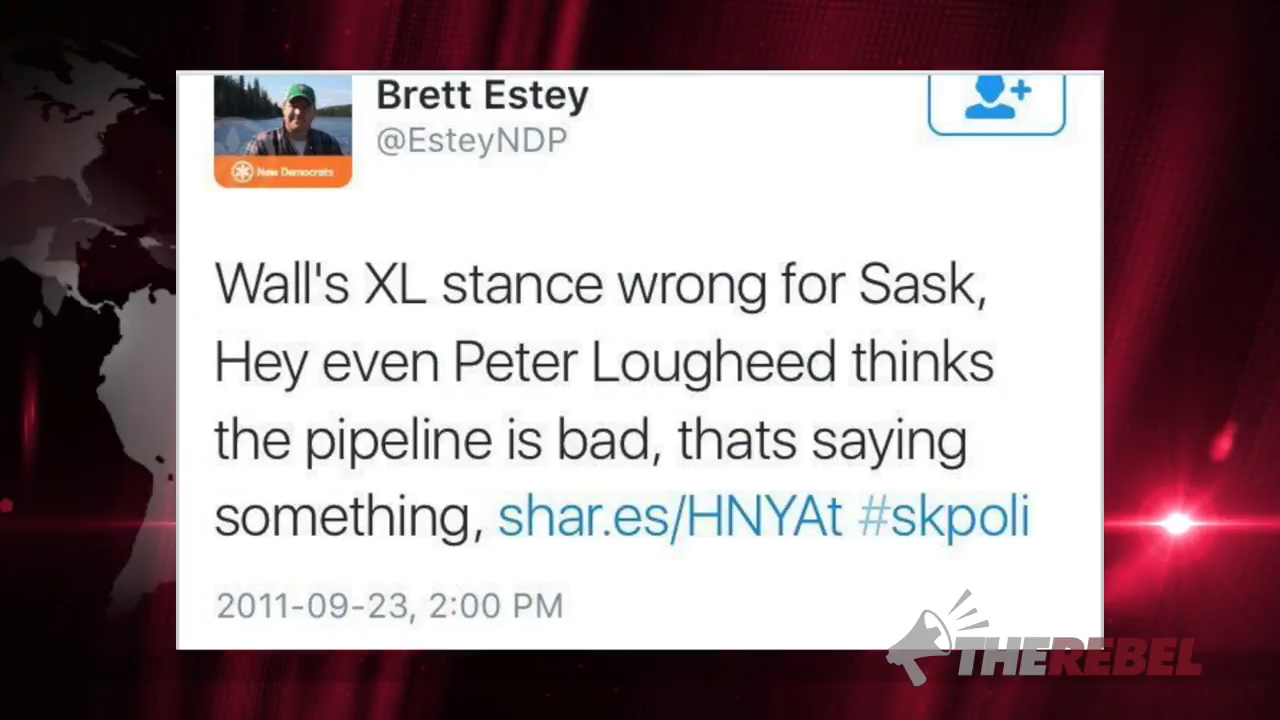 Brett Estey
@EsteyNDP
New Democrats
Wall's XL stance wrong for Sask,
Hey even Peter Lougheed thinks
the pipeline is bad, thats saying
something, shar.es/HNYAt #skpoli
2011-09-23, 2:00 PM
THEREBEL